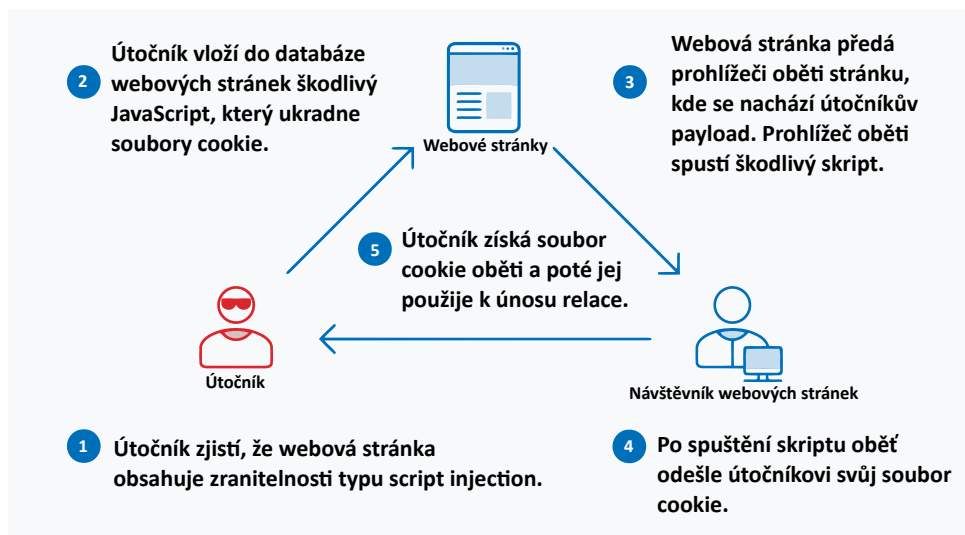 2
Útočník vloží do databáze
webových stránek škodlivý
JavaScript, který ukradne
soubory cookie.
Webové stránky
3
Webová stránka předá
prohlížeči oběti stránku,
kde se nachází útočníkův
payload. Prohlížeč oběti
spustí škodlivý skript.
5
Útočník získá soubor
cookie oběti a poté jej
použije k únosu relace.
Útočník
Návštěvník webových stránek
1
Útočník zjistí, že webová stránka
obsahuje zranitelnosti typu script injection.
4
Po spuštění skriptu oběť
odešle útočníkovi svůj soubor
cookie.